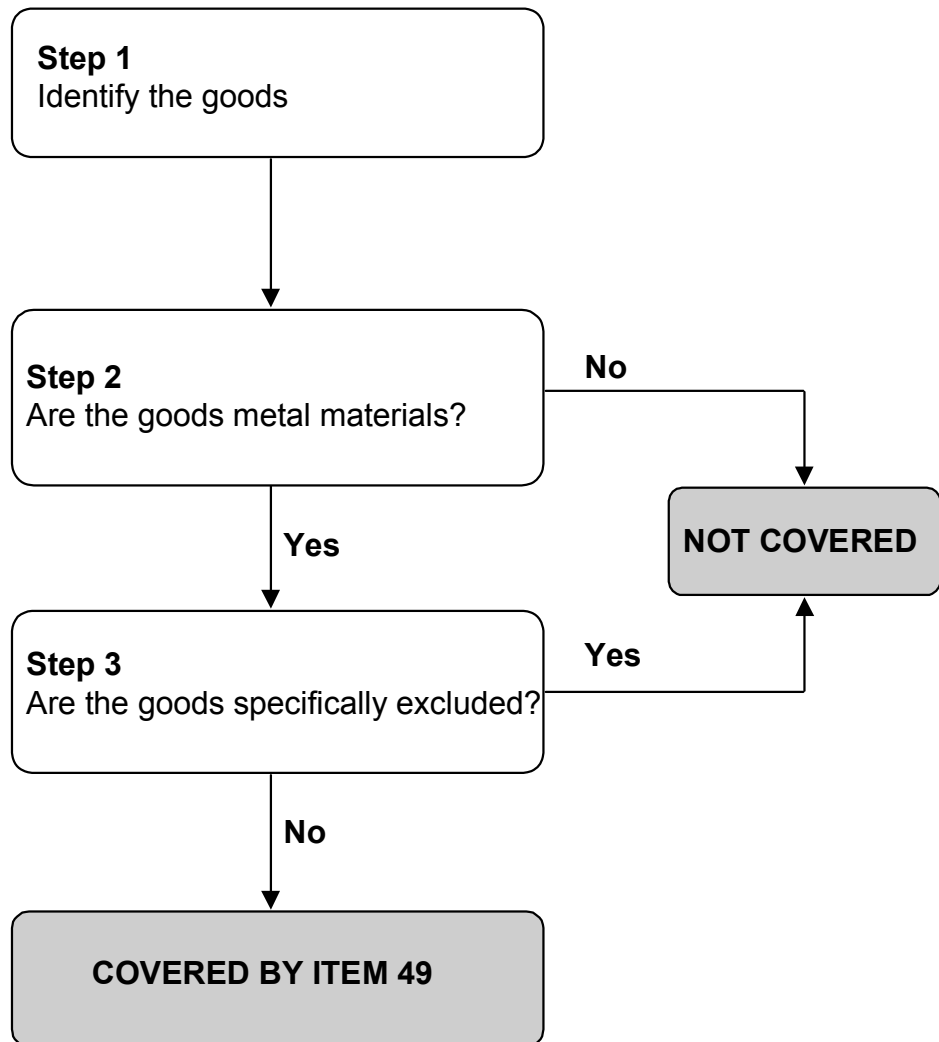 Step 1
Identify the goods
Step 2
Are the goods metal materials?
No
NOT COVERED
Yes
Step 3
Are the goods specifically excluded?
Yes
No
COVERED BY ITEM 49